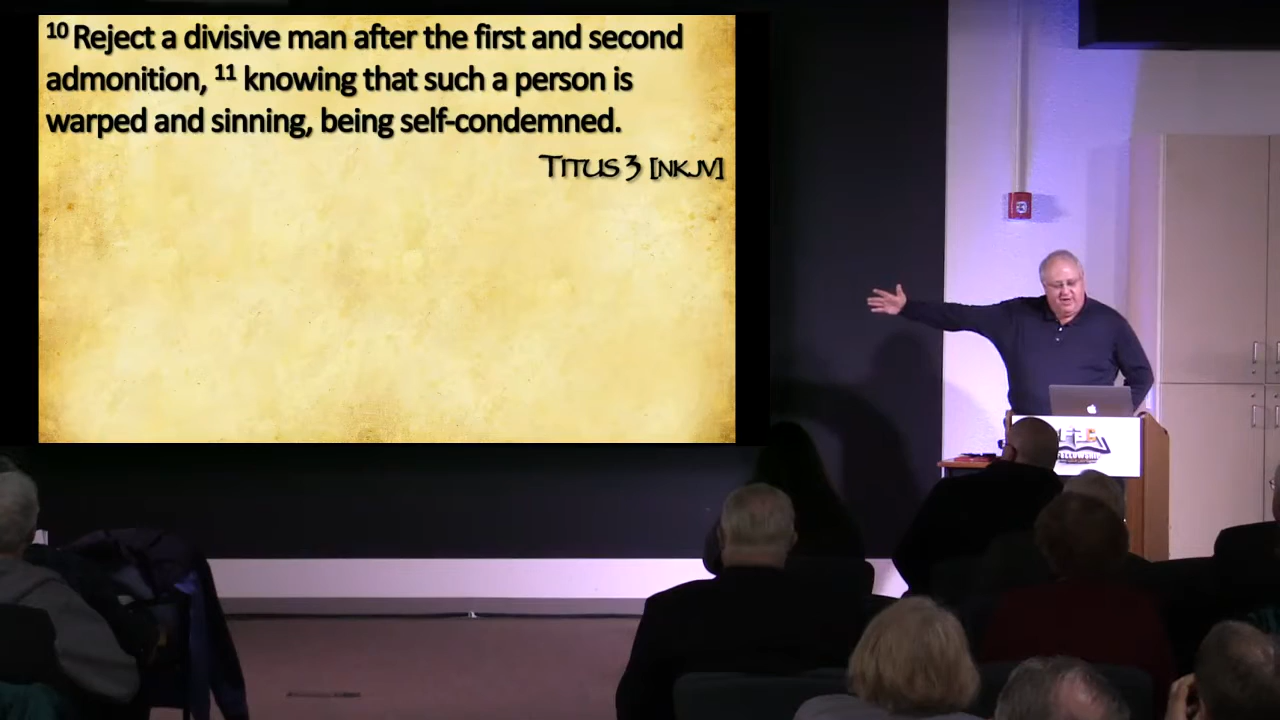 10 Reject a divisive man after the first and second
admonition, 11 knowing that such a person is
warped and sinning, being self-condemned.
TITUS 3 [NKJV]
FELLOWSHIP